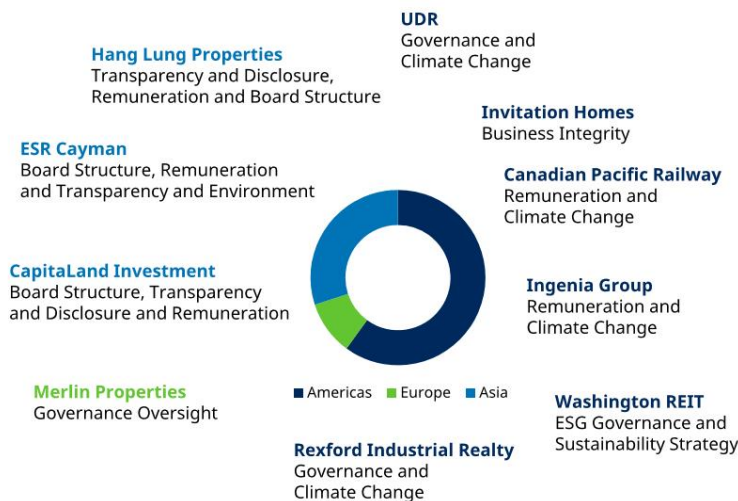 UDR
Governance and
Climate Change
Hang Lung Properties
Transparency and Disclosure,
Remuneration and Board Structure
Invitation Homes
Business Integrity
ESR Cayman
Board Structure, Remuneration
and Transparency and Environment
Canadian Pacific Railway
Remuneration and
Climate Change
CapitaLand Investment
Board Structure, Transparency
and Disclosure and Remuneration
Ingenia Group
Remuneration and
Climate Change
Merlin Properties
Governance Oversight
Americas Europe Asia
Washington REIT
ESG Governance and
Sustainability Strategy
Rexford Industrial Realty
Governance and
Climate Change